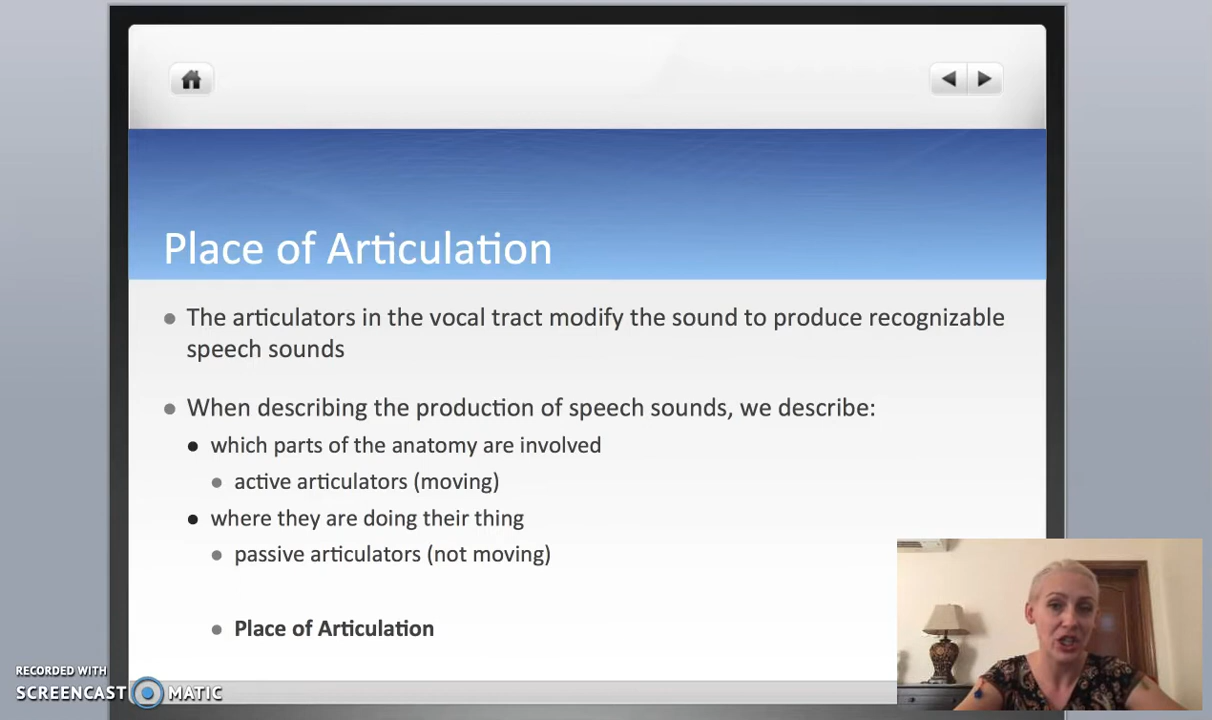 Place of Articulation
The articulators in the vocal tract modify the sound to produce recognizable
speech sounds
When describing the production of speech sounds, we describe:
which parts of the anatomy are involved
active articulators (moving)
where they are doing their thing
passive articulators (not moving)
Place of Articulation
RECORDED WITH
SCREENCAST MATIC